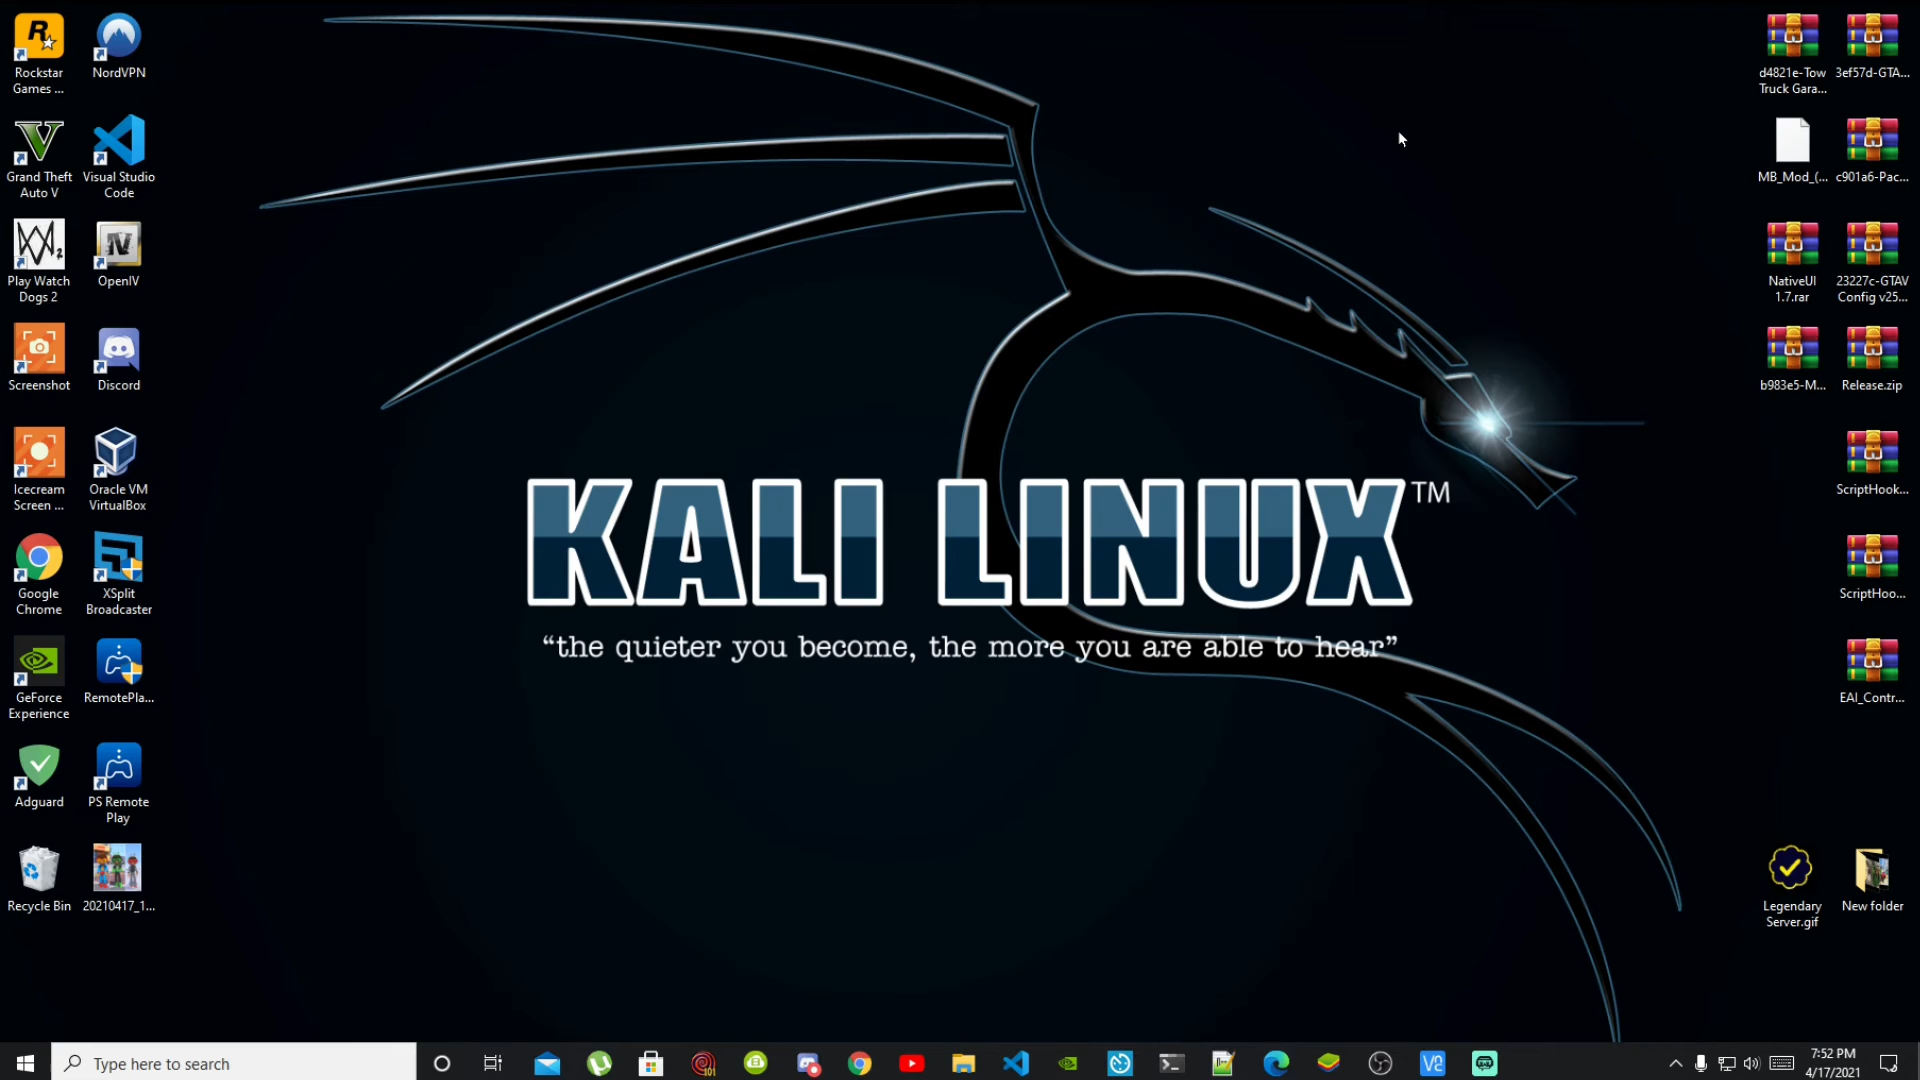 Rockstar
Games ...
NordVPN
Grand Theft
Auto V
Visual Studio
Code
Play Watch
Dogs 2
OpenIV
Screenshot
Discord
Icecream
Screen ...
Oracle VM
VirtualBox
Google
Chrome
XSplit
Broadcaster
GeForce
Experience
RemotePla...
Adguard
PS Remote
Play
Recycle Bin
20210417_1...
KALI LINUX™
“the quieter you become, the more you are able to hear”
d4821e-Tow
Truck Gara...
3ef57d-GTA...
MB_Mod_(...
c901a6-Pac...
NativeUI
1.7.rar
23227c-GTAV
Config v25...
b983e5-M...
Release.zip
ScriptHook...
ScriptHoo...
EAI_Contr...
Legendary
Server.gif
New folder
Type here to search
7:52 PM
4/17/2021